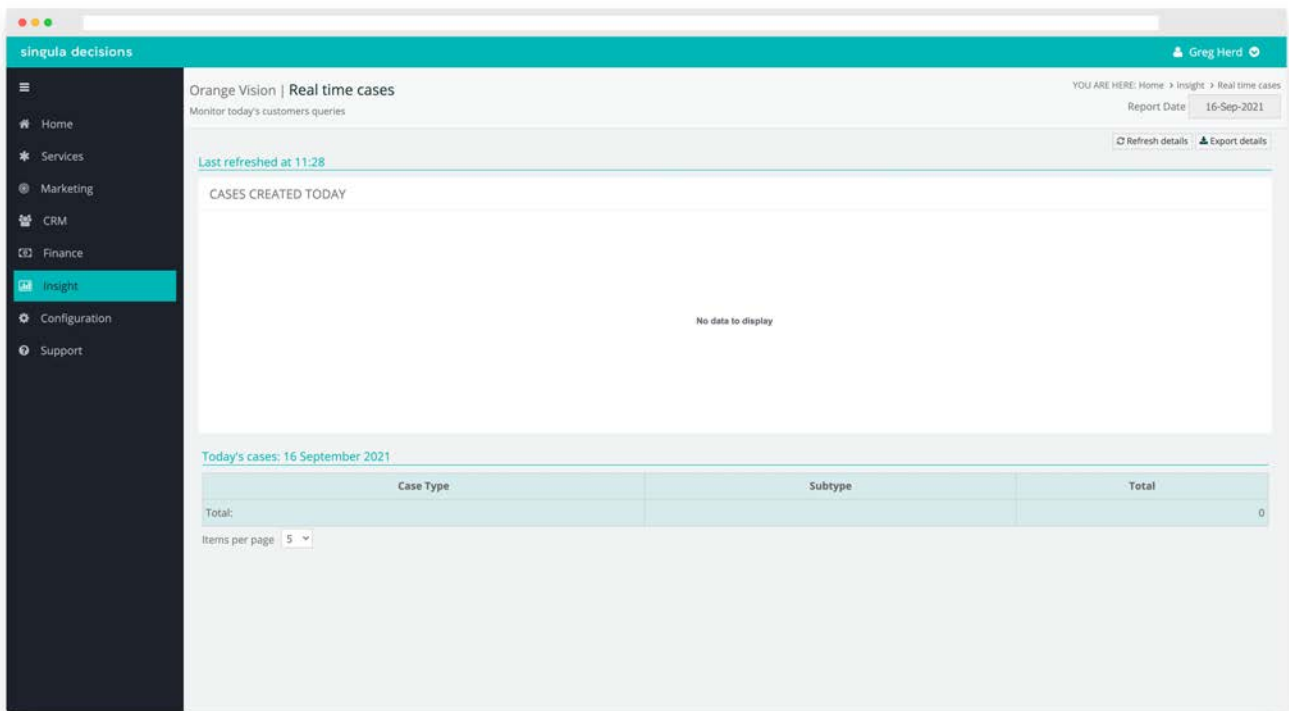 singula decisions
Greg Herd
Orange Vision | Real time cases
Monitor today's customers queries
YOU ARE HERE: Home > Insight > Real time cases
Report Date 16-Sep-2021
Home
Services
Marketing
CRM
Finance
Insight
Configuration
Support
Refresh details Export details
Last refreshed at 11:28
CASES CREATED TODAY
No data to display
Today's cases: 16 September 2021
Case Type Subtype Total
Total: 0
Items per page 5